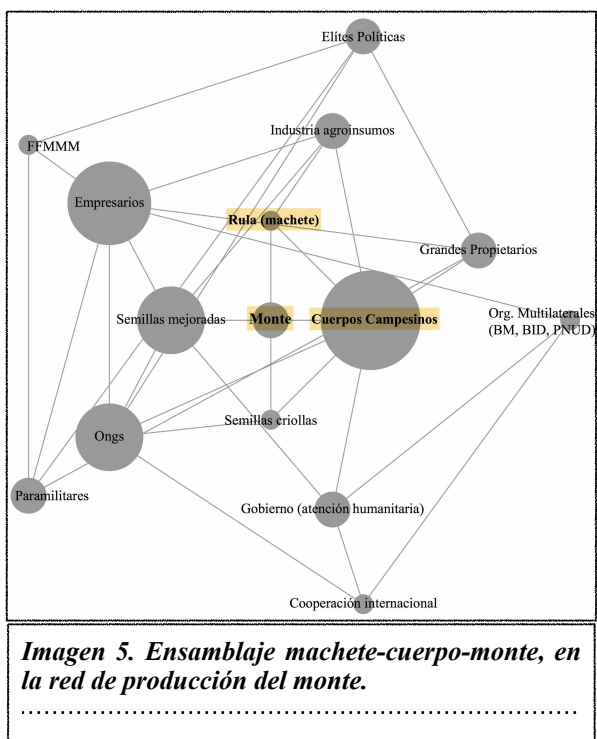 Elítes Políticas
Industria agroinsumos
FFMMM
Empresarios
Rula (machete)
Grandes Propietarios
Semillas mejoradas
Monte
Cuerpos Campesinos
Org. Multilaterales
(BM, BID, PNUD)
Semillas criollas
Ongs
Paramilitares
Gobierno (atención humanitaria)
Cooperación internacional
Imagen 5. Ensamblaje machete-cuerpo-monte, en
la red de producción del monte.